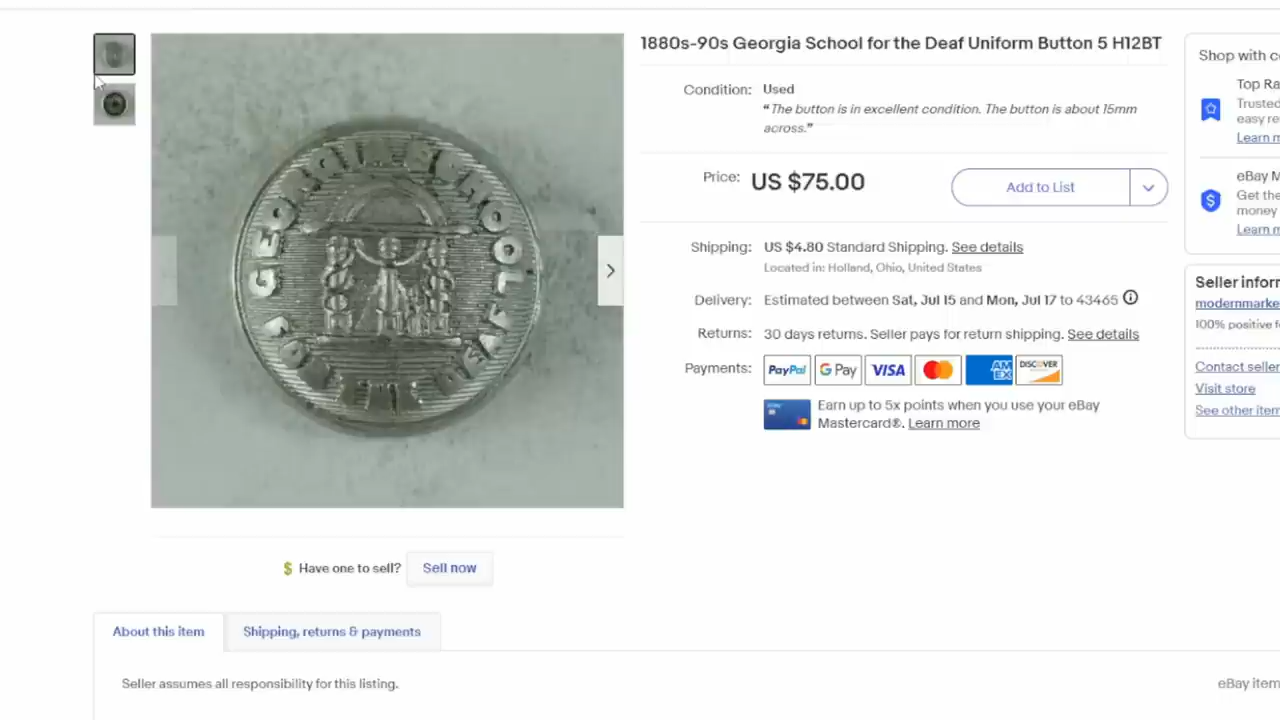 1880s-90s Georgia School for the Deaf Uniform Button 5 H12BT
Condition: Used
“The button is in excellent condition. The button is about 15mm
across.”
Price: US $75.00
Add to List
Shipping: US $4.80 Standard Shipping. See details
Located in: Holland, Ohio, United States
Delivery: Estimated between Sat, Jul 15 and Mon, Jul 17 to 43465
Returns: 30 days returns. Seller pays for return shipping. See details
Payments: PayPal G Pay VISA AM EX DISCOVER
Earn up to 5x points when you use your eBay
Mastercard®. Learn more
GEORGIA SCHOOL
FOR THE DEAF
$ Have one to sell? Sell now
About this item
Shipping, returns & payments
Seller assumes all responsibility for this listing.
eBay item
Shop with c
Top Ra
Trusted
easy re
Learn m
eBay M
Get the
money
Learn m
Seller infor
modernmarke
100% positive f
Contact seller
Visit store
See other item